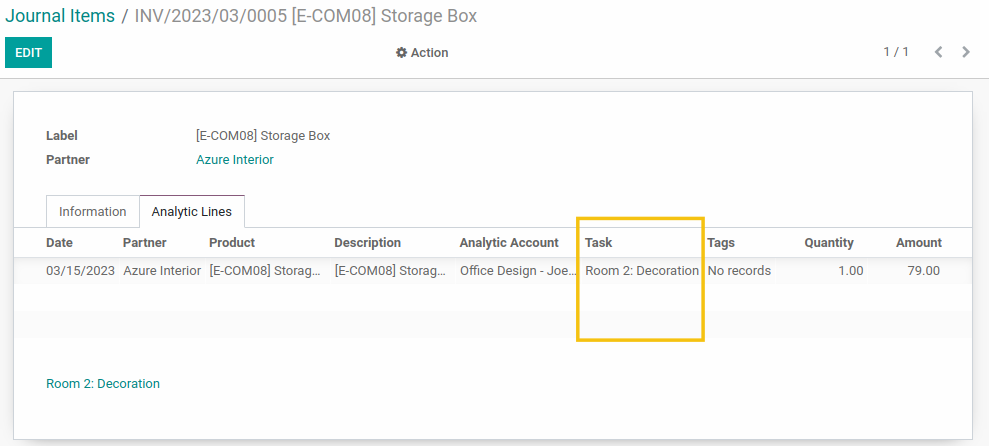 Journal Items / INV/2023/03/0005 [E-COM08] Storage Box
EDIT Action 1 / 1
Label [E-COM08] Storage Box
Partner Azure Interior
Information Analytic Lines
Date Partner Product Description Analytic Account Task Tags Quantity Amount
03/15/2023 Azure Interior [E-COM08] Storag... [E-COM08] Storag... Office Design - Joe... Room 2: Decoration No records 1.00 79.00
Room 2: Decoration